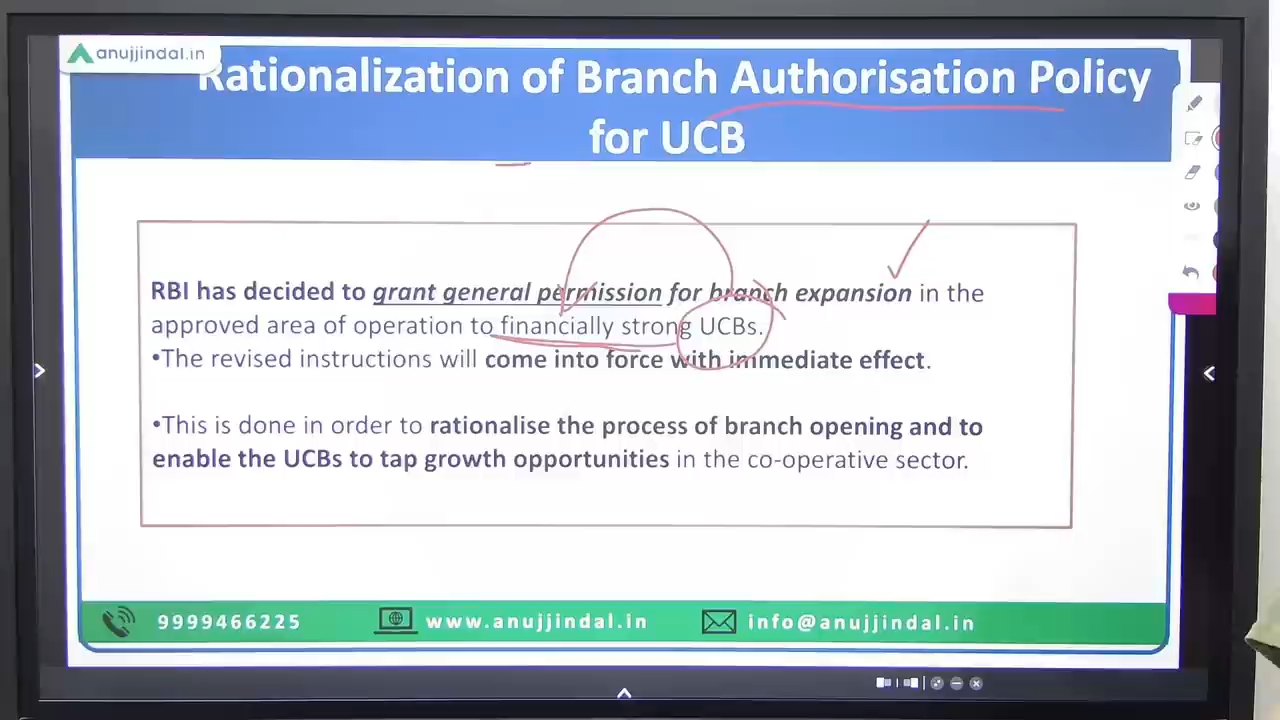 anujjindal.in
Rationalization of Branch Authorisation Policy
for UCB
RBI has decided to grant general permission for branch expansion in the
approved area of operation to financially strong UCBs.
•The revised instructions will come into force with immediate effect.
•This is done in order to rationalise the process of branch opening and to
enable the UCBs to tap growth opportunities in the co-operative sector.
9999466225 www.anujjindal.in info@anujjindal.in